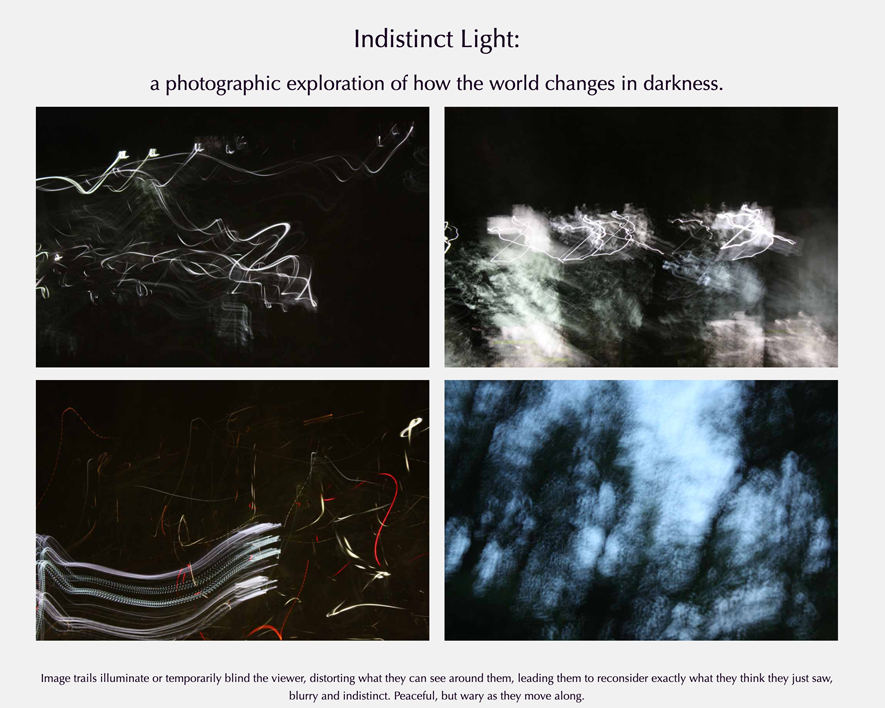 Indistinct Light:
a photographic exploration of how the world changes in darkness.
Image trails illuminate or temporarily blind the viewer, distorting what they can see around them, leading them to reconsider exactly what they think they just saw,
blurry and indistinct. Peaceful, but wary as they move along.